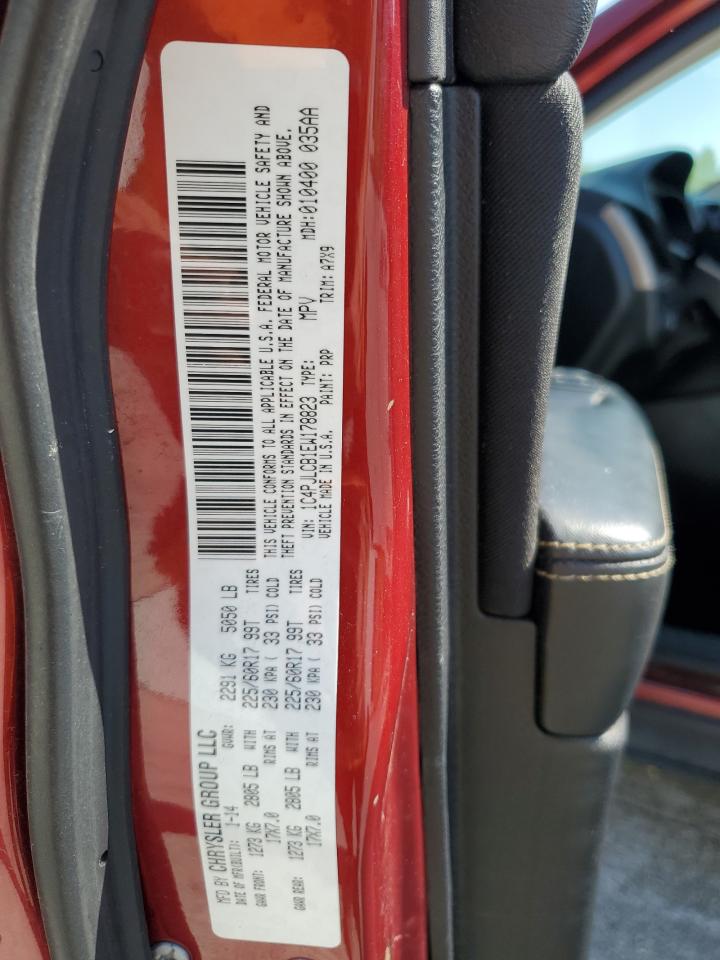 MFD BY CHRYSLER GROUP LLC
DATE OF MFR(BUILT): 1-14 GVWR: 2291 KG 5050 LB
GAWR FRONT: 1273 KG 2805 LB WITH 225/60R17 99T TIRES
17X7.0 RIMS AT 230 KPA ( 33 PSI) COLD
GAWR REAR: 1273 KG 2805 LB WITH 225/60R17 99T TIRES
17X7.0 RIMS AT 230 KPA ( 33 PSI) COLD
THIS VEHICLE CONFORMS TO ALL APPLICABLE U.S.A. FEDERAL MOTOR VEHICLE SAFETY AND
THEFT PREVENTION STANDARDS IN EFFECT ON THE DATE OF MANUFACTURE SHOWN ABOVE.
VIN: 1C4PJLCB1EW178823 TYPE: MPV MDH:010400 035AA
VEHICLE MADE IN U.S.A. PAINT: PRP TRIM: A7X9